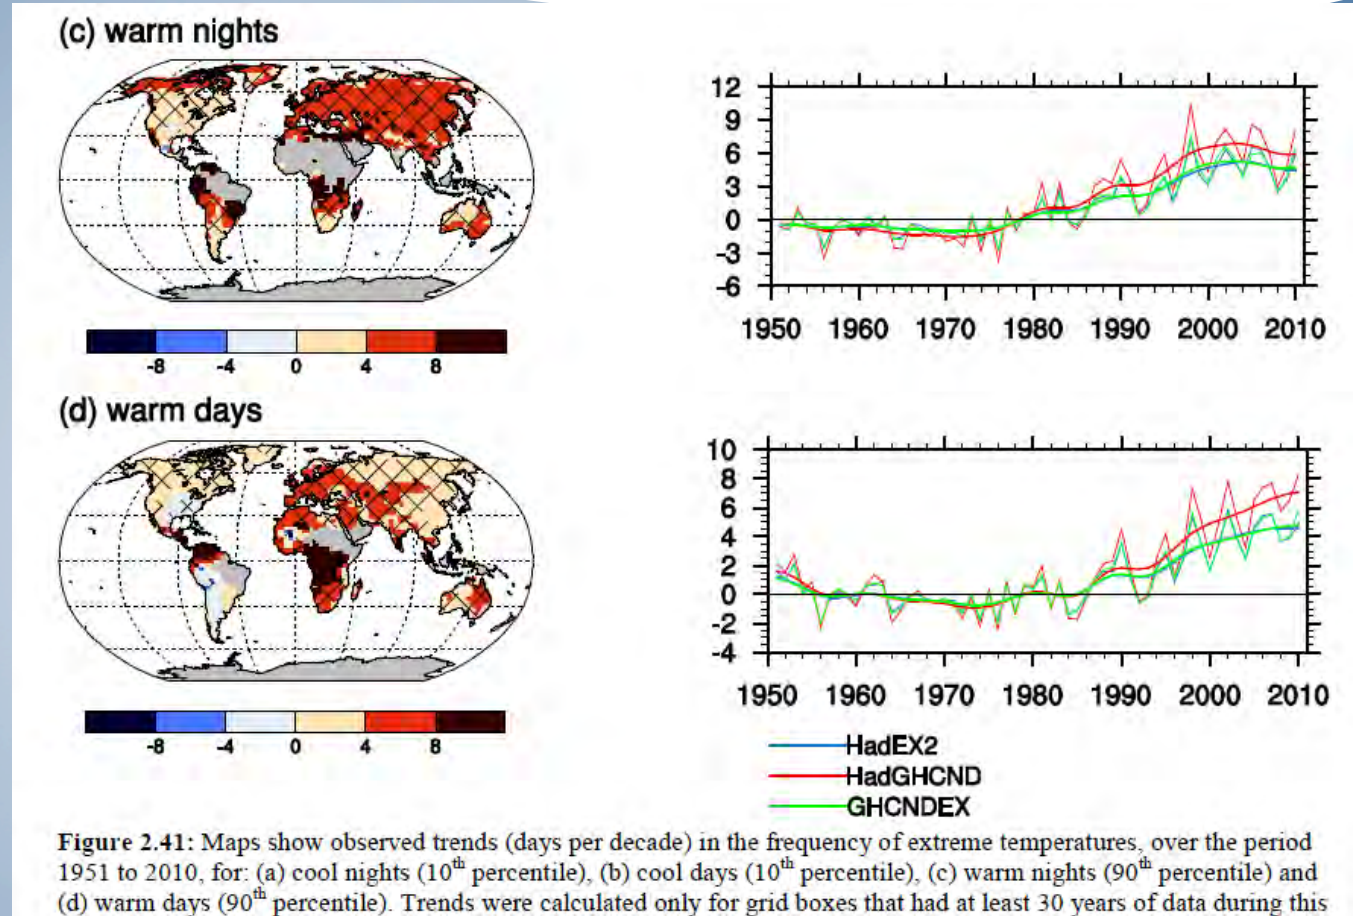 (c) warm nights
12
9
6
3
0
-3
-6
1950 1960 1970 1980 1990 2000 2010
-8 -4 0 4 8
(d) warm days
10
8
6
4
2
0
-2
-4
1950 1960 1970 1980 1990 2000 2010
-8 -4 0 4 8
HadEX2
HadGHCND
GHCNDEX
Figure 2.41: Maps show observed trends (days per decade) in the frequency of extreme temperatures, over the period
1951 to 2010, for: (a) cool nights (10th percentile), (b) cool days (10th percentile), (c) warm nights (90th percentile) and
(d) warm days (90th percentile). Trends were calculated only for grid boxes that had at least 30 years of data during this